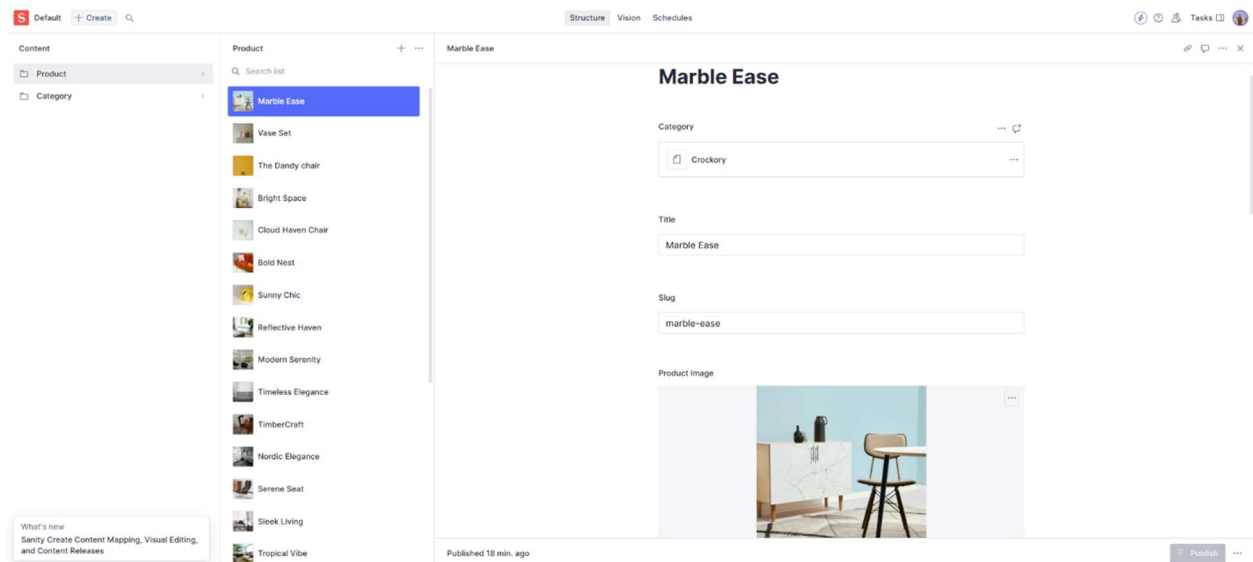 S Default + Create
Structure Vision Schedules
Tasks
Content
Product
Category
Product
Search list
Marble Ease
Vase Set
The Dandy chair
Bright Space
Cloud Haven Chair
Bold Nest
Sunny Chic
Reflective Haven
Modern Serenity
Timeless Elegance
TimberCraft
Nordic Elegance
Serene Seat
Sleek Living
Tropical Vibe
Marble Ease
Marble Ease
Category
Crockory
Title
Marble Ease
Slug
marble-ease
Product Image
What's new
Sanity Create Content Mapping, Visual Editing,
and Content Releases
Published 18 min. ago
Publish